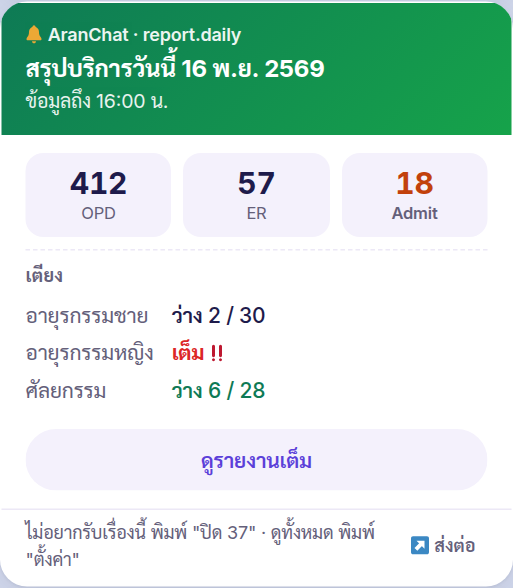 🔔 AranChat · report.daily
สรุปบริการวันนี้ 16 พ.ย. 2569
ข้อมูลถึง 16:00 น.
412 57 18
OPD ER Admit
เตียง
อายุรกรรมชาย ว่าง 2 / 30
อายุรกรรมหญิง เต็ม ‼
ศัลยกรรม ว่าง 6 / 28
ดูรายงานเต็ม
ไม่อยากรับเรื่องนี้ พิมพ์ "ปิด 37" · ดูทั้งหมด พิมพ์
"ตั้งค่า"
↗ ส่งต่อ